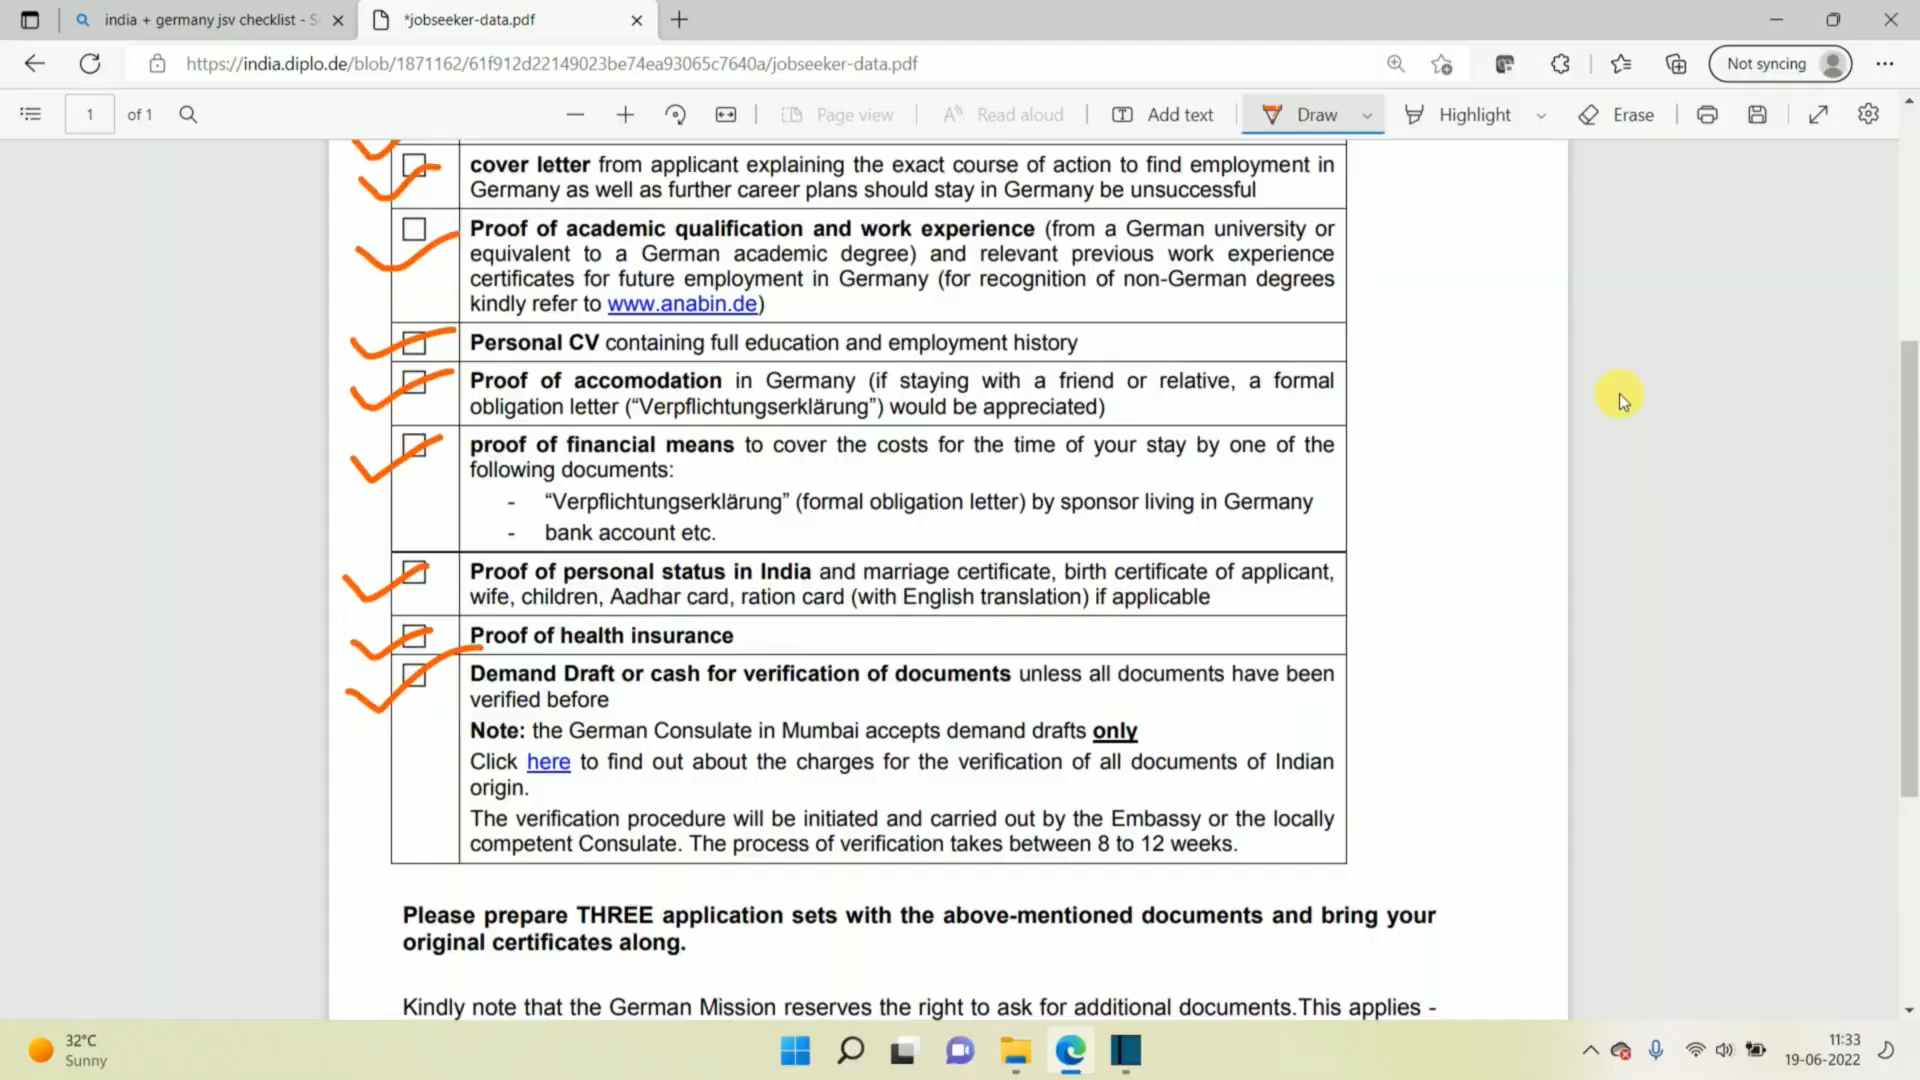 india + germany jsv checklist - S
*jobseeker-data.pdf
https://india.diplo.de/blob/1871162/61f912d22149023be74ea93065c7640a/jobseeker-data.pdf
Not syncing
1 of 1
Page view
Read aloud
Add text
Draw
Highlight
Erase
cover letter from applicant explaining the exact course of action to find employment in
Germany as well as further career plans should stay in Germany be unsuccessful
Proof of academic qualification and work experience (from a German university or
equivalent to a German academic degree) and relevant previous work experience
certificates for future employment in Germany (for recognition of non-German degrees
kindly refer to www.anabin.de)
Personal CV containing full education and employment history
Proof of accomodation in Germany (if staying with a friend or relative, a formal
obligation letter (“Verpflichtungserklärung”) would be appreciated)
proof of financial means to cover the costs for the time of your stay by one of the
following documents:
- “Verpflichtungserklärung” (formal obligation letter) by sponsor living in Germany
- bank account etc.
Proof of personal status in India and marriage certificate, birth certificate of applicant,
wife, children, Aadhar card, ration card (with English translation) if applicable
Proof of health insurance
Demand Draft or cash for verification of documents unless all documents have been
verified before
Note: the German Consulate in Mumbai accepts demand drafts only
Click here to find out about the charges for the verification of all documents of Indian
origin.
The verification procedure will be initiated and carried out by the Embassy or the locally
competent Consulate. The process of verification takes between 8 to 12 weeks.
Please prepare THREE application sets with the above-mentioned documents and bring your
original certificates along.
Kindly note that the German Mission reserves the right to ask for additional documents.This applies -
32°C
Sunny
11:33
19-06-2022